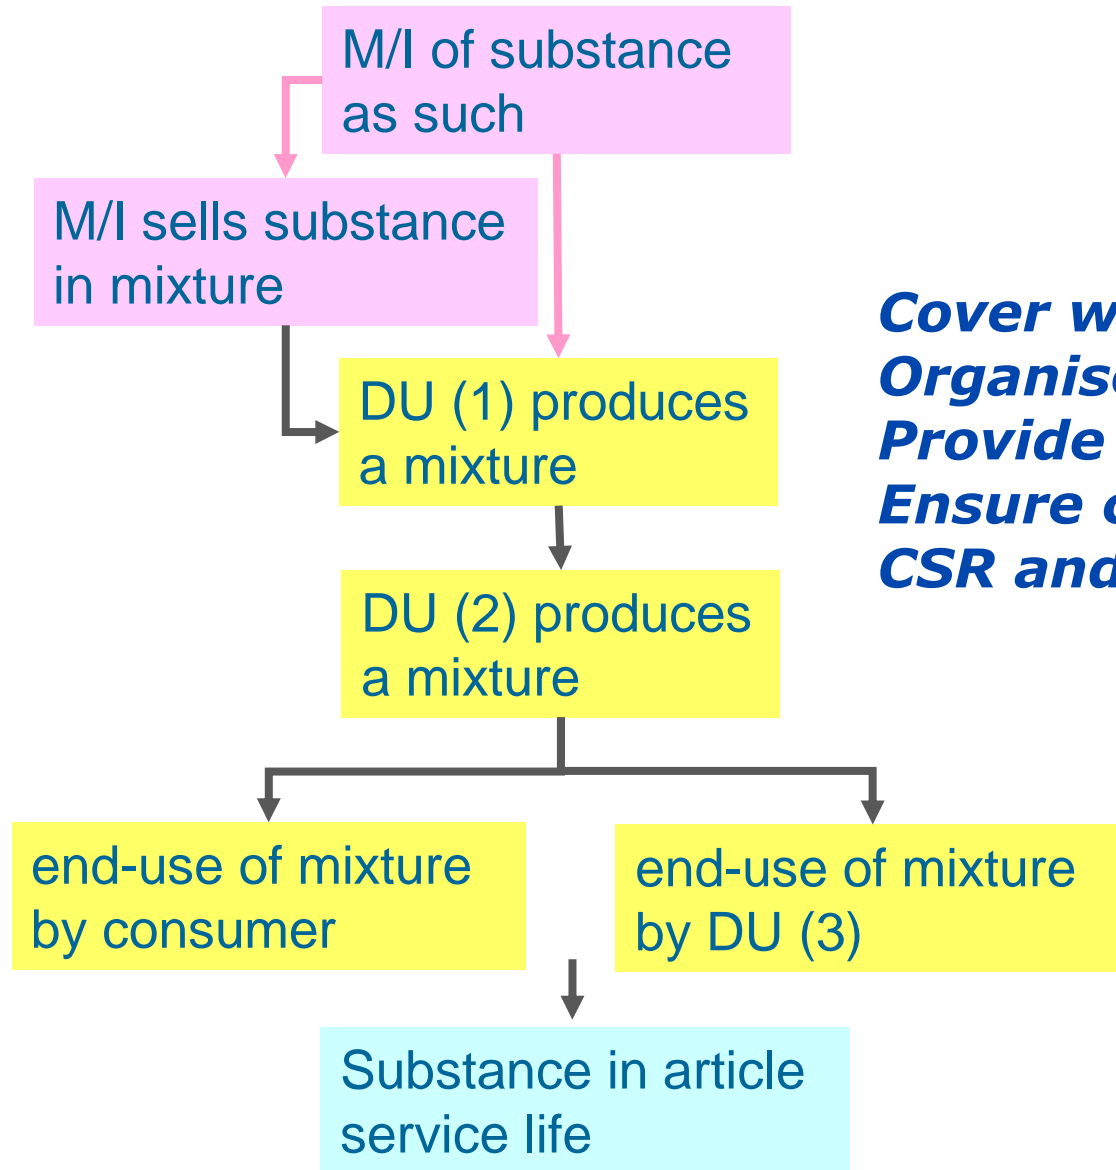 M/I of substance
as such
M/I sells substance
in mixture
DU (1) produces
a mixture
DU (2) produces
a mixture
end-use of mixture
by consumer
end-use of mixture
by DU (3)
Substance in article
service life
Cover w
Organise
Provide
Ensure
CSR and